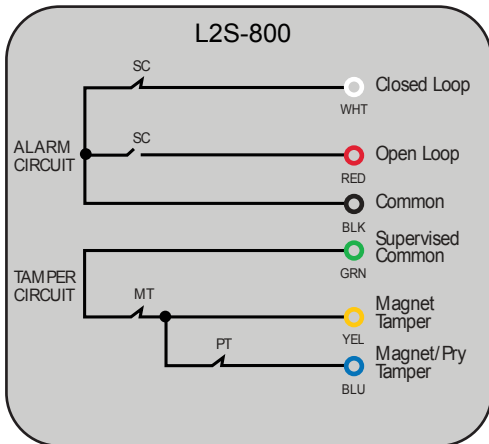 L2S-800
SC
Closed Loop
WHT
ALARM
CIRCUIT
SC
Open Loop
RED
Common
BLK
Supervised
Common
GRN
TAMPER
CIRCUIT
MT
Magnet
Tamper
YEL
PT
Magnet/Pry
Tamper
BLU